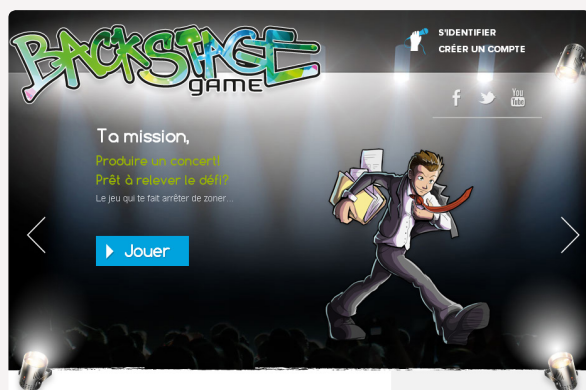 BACKSTAGE
game
S'IDENTIFIER
CRÉER UN COMPTE
f
You
Tube
Ta mission,
Produire un concert!
Prêt à relever le défi?
Le jeu qui te fait arrêter de zoner...
Jouer